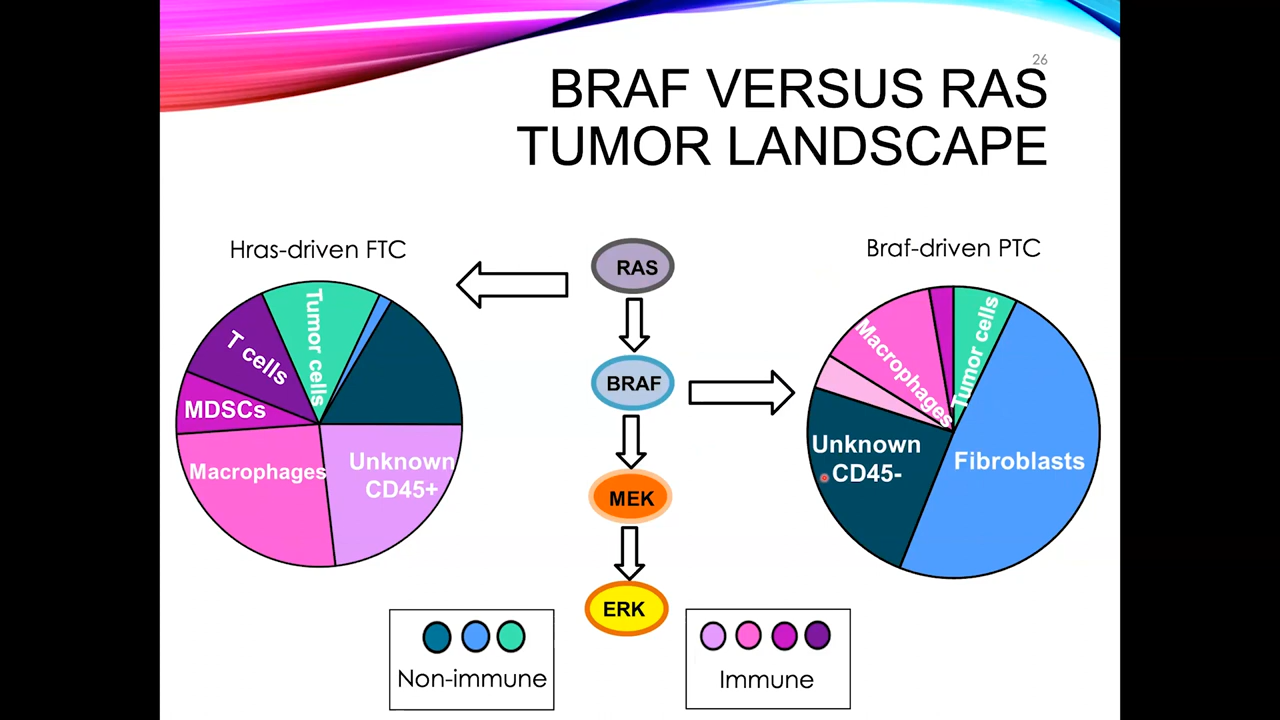 26
BRAF VERSUS RAS
TUMOR LANDSCAPE
Hras-driven FTC
Tumor cells
T cells
MDSCs
Macrophages
Unknown
CD45+
RAS
BRAF
MEK
ERK
Braf-driven PTC
Macrophages
Tumor cells
Unknown
CD45-
Fibroblasts
Non-immune
Immune